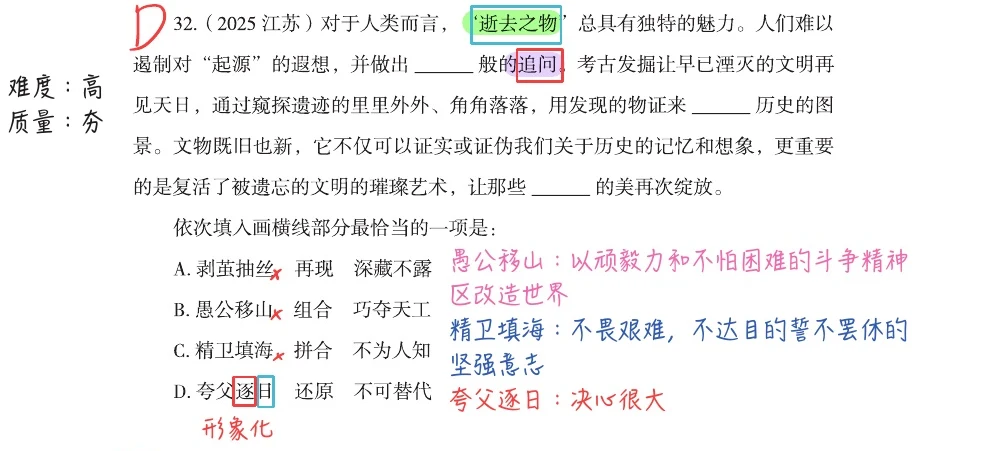 D 32.（2025 江苏）对于人类而言，“逝去之物”总具有独特的魅力。人们难以
遏制对“起源”的遐想，并做出 ______ 般的追问。考古发掘让早已湮灭的文明再
难度：高
见天日，通过窥探遗迹的里里外外、角角落落，用发现的物证来 ______ 历史的图
质量：夯
景。文物既旧也新，它不仅可以证实或证伪我们关于历史的记忆和想象，更重要
的是复活了被遗忘的文明的璀璨艺术，让那些 ______ 的美再次绽放。
依次填入画横线部分最恰当的一项是：
A. 剥茧抽丝× 再现 深藏不露
B. 愚公移山× 组合 巧夺天工
C. 精卫填海× 拼合 不为人知
D. 夸父逐日 还原 不可替代
形象化
愚公移山：以顽毅力和不怕困难的斗争精神
区改造世界
精卫填海：不畏艰难，不达目的誓不罢休的
坚强意志
夸父逐日：决心很大